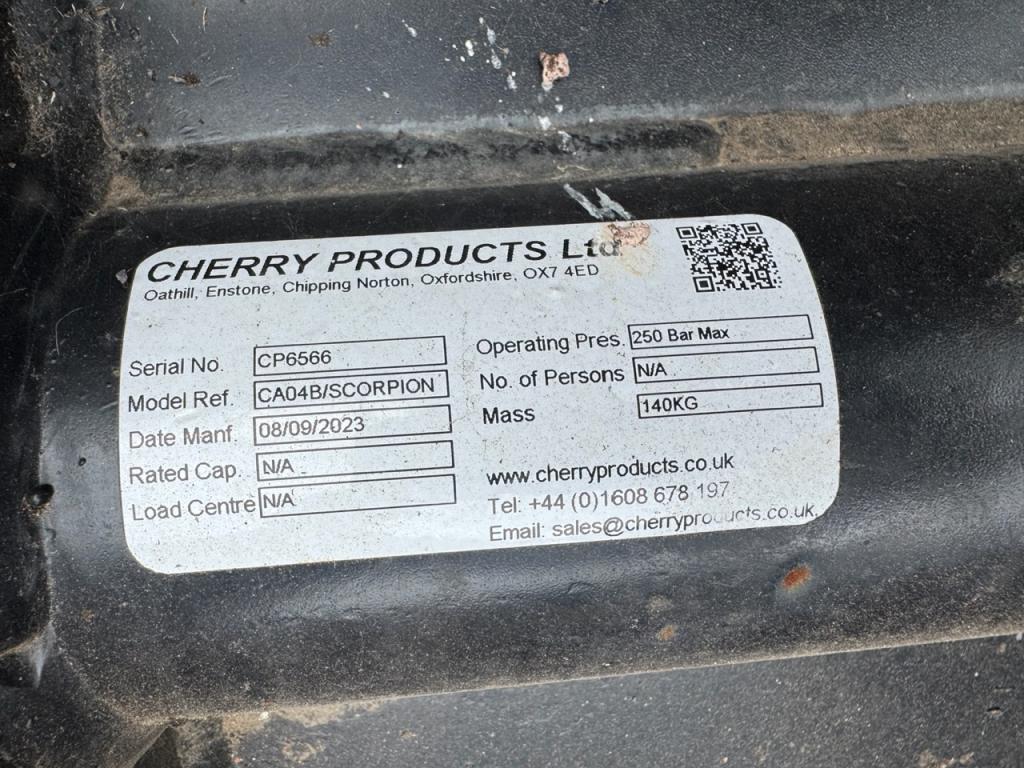 CHERRY PRODUCTS Ltd
Oathill, Enstone, Chipping Norton, Oxfordshire, OX7 4ED
Serial No. CP6566
Model Ref. CA04B/SCORPION
Date Manf. 08/09/2023
Rated Cap. N/A
Load Centre N/A
Operating Pres. 250 Bar Max
No. of Persons N/A
Mass 140KG
www.cherryproducts.co.uk
Tel: +44 (0)1608 678 197
Email: sales@cherryproducts.co.uk